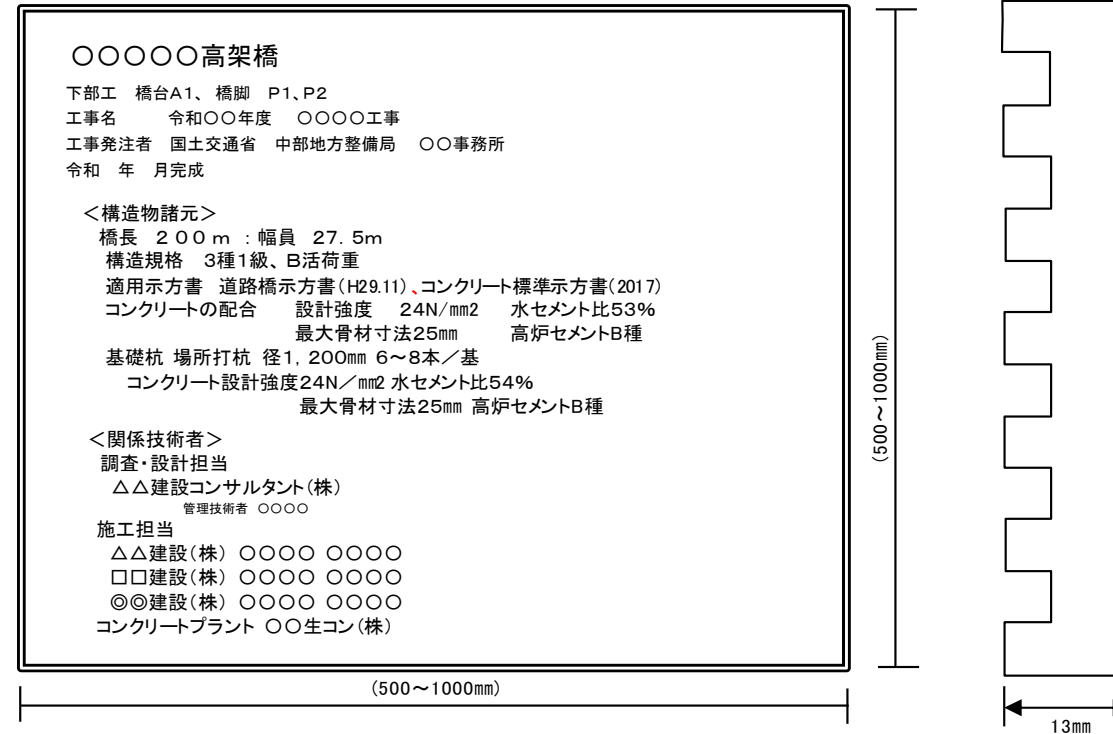 ○○○○○高架橋
下部工　橋台A1、橋脚　P1、P2
工事名　　　令和○○年度　○○○○工事
工事発注者　国土交通省　中部地方整備局　○○事務所
令和　年　月完成
＜構造物諸元＞
橋長　２００ｍ：幅員　27.5m
構造規格　3種1級、B活荷重
適用示方書　道路橋示方書(H29.11)、コンクリート標準示方書(2017)
コンクリートの配合　　設計強度　24N/mm2　　水セメント比53%
最大骨材寸法25㎜　　　高炉セメントB種
基礎杭 場所打杭 径1,200㎜ 6～8本／基
コンクリート設計強度24N／㎜2 水セメント比54%
最大骨材寸法25㎜ 高炉セメントB種
＜関係技術者＞
調査・設計担当
△△建設コンサルタント(株)
管理技術者 ○○○○
施工担当
△△建設(株) ○○○○ ○○○○
□□建設(株) ○○○○ ○○○○
◎◎建設(株) ○○○○ ○○○○
コンクリートプラント ○○生コン(株)
(500～1000㎜)
(500～1000㎜)
13㎜